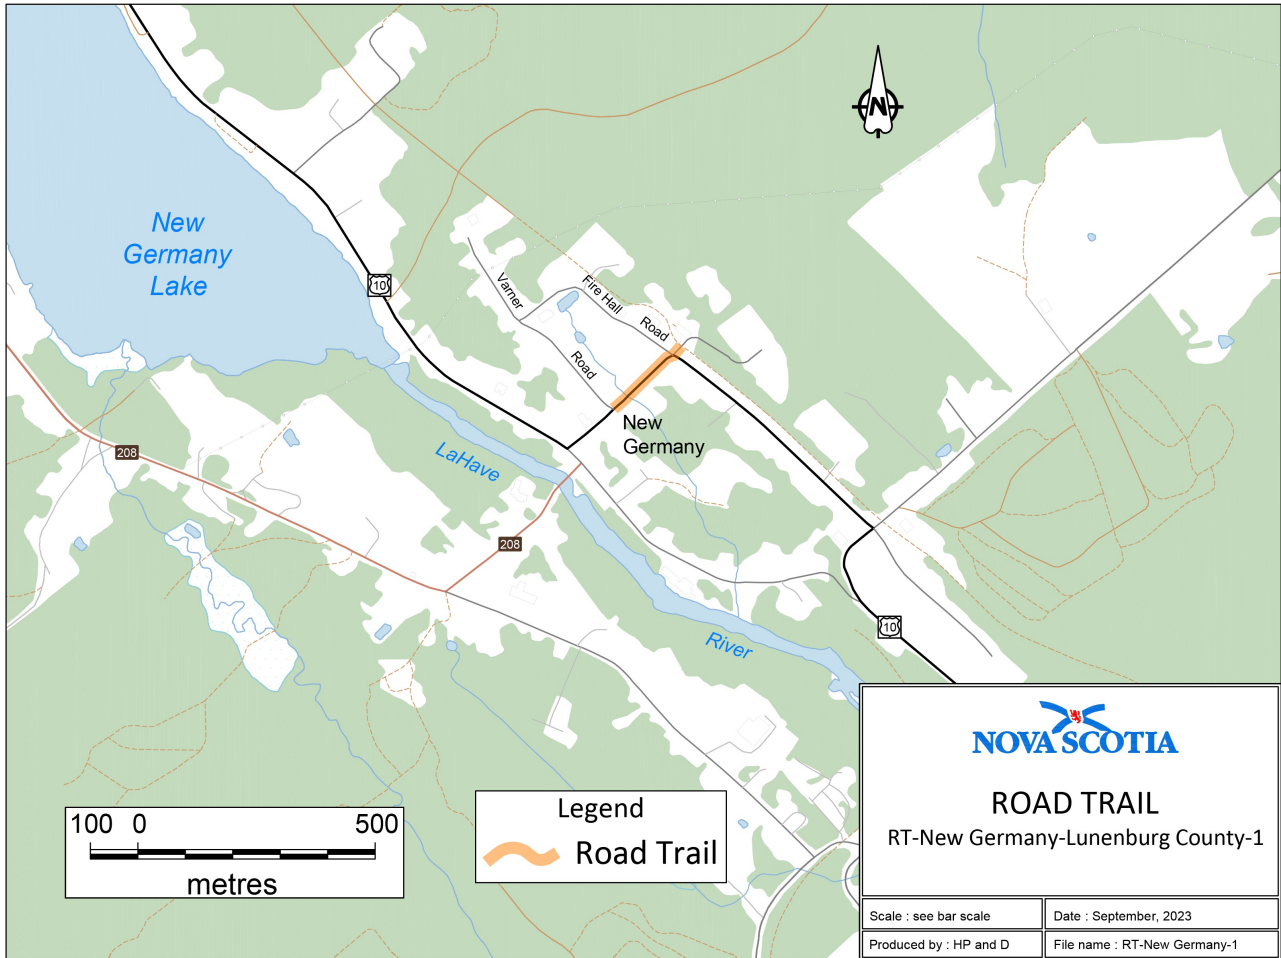 N
New
Germany
Lake
10
Varner
Road
Fire Hall
Road
New
Germany
208
LaHave
208
River
10
100 0 500
metres
Legend
Road Trail
NOVA SCOTIA
ROAD TRAIL
RT-New Germany-Lunenburg County-1
Scale : see bar scale
Date : September, 2023
Produced by : HP and D
File name : RT-New Germany-1